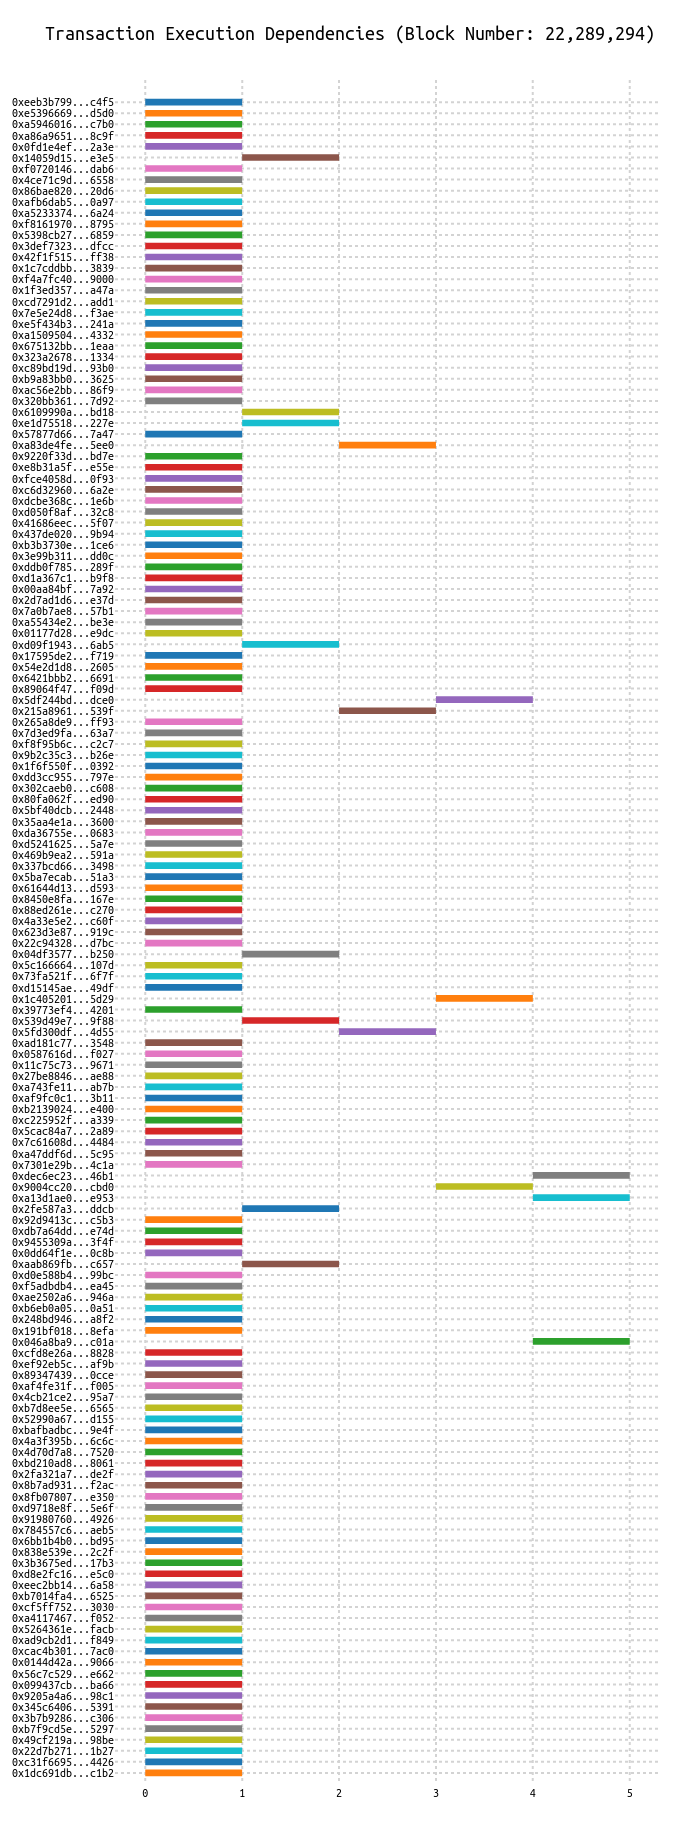 Transaction Execution Dependencies (Block Number: 22,289,294)
0xeeb3b799...c4f5
0xe5396669...d5d0
0xa5946016...c7b0
0xa86a9651...8c9f
0x0fd1e4ef...2a3e
0x14059d15...e3e5
0xf0720146...dab6
0x4ce71c9d...6558
0x86bae820...20d6
0xafb6dab5...0a97
0xa5233374...6a24
0xf8161970...8795
0x5398cb27...6859
0x3def7323...dfcc
0x42f1f515...ff38
0x1c7cddbb...3839
0xf4a7fc40...9000
0x1f3ed357...a47a
0xcd7291d2...add1
0x7e5e24d8...f3ae
0xe5f434b3...241a
0xa1509504...4332
0x675132bb...1eaa
0x323a2678...1334
0xc89bd19d...93b0
0xb9a83bb0...3625
0xac56e2bb...86f9
0x320bb361...7d92
0x6109990a...bd18
0xe1d75518...227e
0x57877d66...7a47
0xa83de4fe...5ee0
0x9220f33d...bd7e
0xe8b31a5f...e55e
0xfce4058d...0f93
0xc6d32960...6a2e
0xdcbe368c...1e6b
0xd050f8af...32c8
0x41686eec...5f07
0x437de020...9b94
0xb3b3730e...1ce6
0x3e99b311...dd0c
0xddb0f785...289f
0xd1a367c1...b9f8
0x00aa84bf...7a92
0x2d7ad1d6...e37d
0x7a0b7ae8...57b1
0xa55434e2...be3e
0x01177d28...e9dc
0xd09f1943...6ab5
0x17595de2...f719
0x54e2d1d8...2605
0x6421bbb2...6691
0x89064f47...f09d
0x5df244bd...dce0
0x215a8961...539f
0x265a8de9...ff93
0x7d3ed9fa...63a7
0xf8f95b6c...c2c7
0x9b2c35c3...b26e
0x1f6f550f...0392
0xdd3cc955...797e
0x302caeb0...c608
0x80fa062f...ed90
0x5bf40dcb...2448
0x35aa4e1a...3600
0xda36755e...0683
0xd5241625...5a7e
0x469b9ea2...591a
0x337bcd66...3498
0x5ba7ecab...51a3
0x61644d13...d593
0x8450e8fa...167e
0x88ed261e...c270
0x4a33e5e2...c60f
0x623d3e87...919c
0x22c94328...d7bc
0x04df3577...b250
0x5c166664...107d
0x73fa521f...6f7f
0xd15145ae...49df
0x1c405201...5d29
0x39773ef4...4201
0x539d49e7...9f88
0x5fd300df...4d55
0xad181c77...3548
0x0587616d...f027
0x11c75c73...9671
0x27be8846...ae88
0xa743fe11...ab7b
0xaf9fc0c1...3b11
0xb2139024...e400
0xc225952f...a339
0x5cac84a7...2a89
0x7c61608d...4484
0xa47ddf6d...5c95
0x7301e29b...4c1a
0xdec6ec23...46b1
0x9004cc20...cbd0
0xa13d1ae0...e953
0x2fe587a3...ddcb
0x92d9413c...c5b3
0xdb7a64dd...e74d
0x9455309a...3f4f
0x0dd64f1e...0c8b
0xaab869fb...c657
0xd0e588b4...99bc
0xf5adbdb4...ea45
0xae2502a6...946a
0xb6eb0a05...0a51
0x248bd946...a8f2
0x191bf018...8efa
0x046a8ba9...c01a
0xcfd8e26a...8828
0xef92eb5c...af9b
0x89347439...0cce
0xaf4fe31f...f005
0x4cb21ce2...95a7
0xb7d8ee5e...6565
0x52990a67...d155
0xbafbadbc...9e4f
0x4a3f395b...6c6c
0x4d70d7a8...7520
0xbd210ad8...8061
0x2fa321a7...de2f
0x8b7ad931...f2ac
0x8fb07807...e350
0xd9718e8f...5e6f
0x91980760...4926
0x784557c6...aeb5
0x6bb1b4b0...bd95
0x838e539e...2c2f
0x3b3675ed...17b3
0xd8e2fc16...e5c0
0xeec2bb14...6a58
0xb7014fa4...6525
0xcf5ff752...3030
0xa4117467...f052
0x5264361e...facb
0xad9cb2d1...f849
0xcac4b301...7ac0
0x0144d42a...9066
0x56c7c529...e662
0x099437cb...ba66
0x9205a4a6...98c1
0x345c6406...5391
0x3b7b9286...c306
0xb7f9cd5e...5297
0x49cf219a...98be
0x22d7b271...1b27
0xc31f6695...4426
0x1dc691db...c1b2
0 1 2 3 4 5